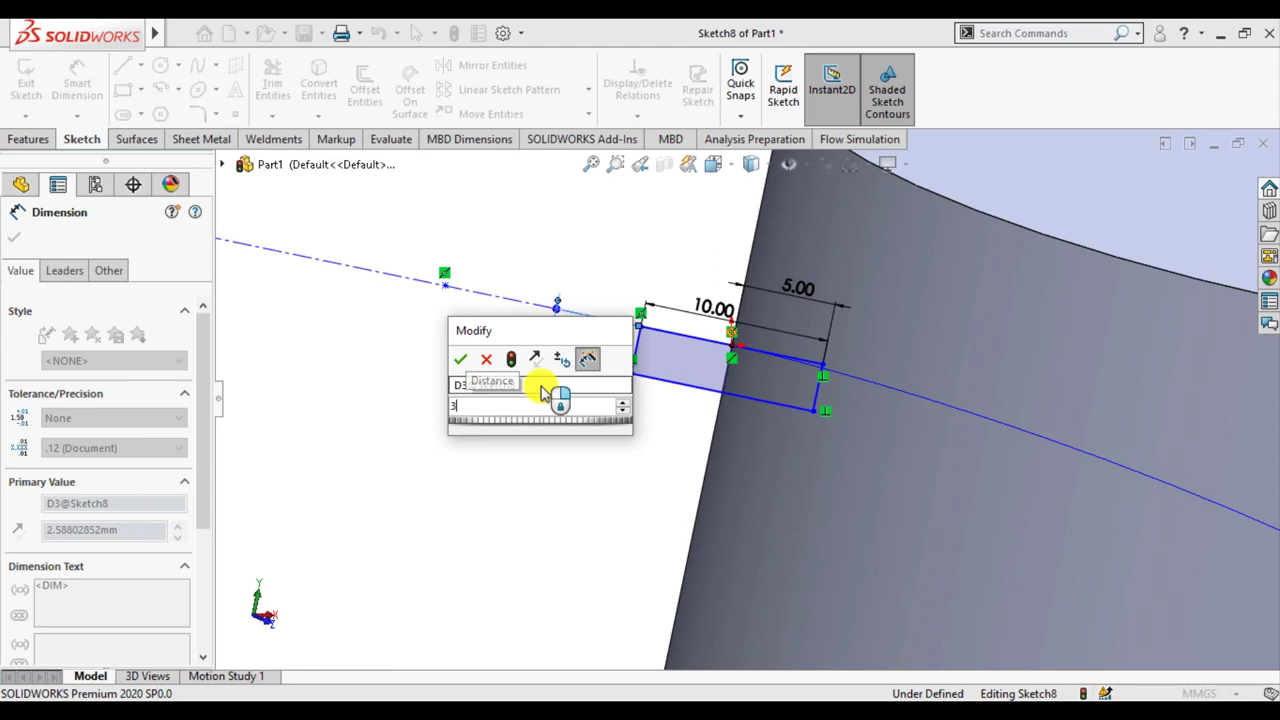 SOLIDWORKS
Sketch8 of Part1 *
Search Commands
?
Exit Sketch
Smart Dimension
Trim Entities
Convert Entities
Offset Entities
Offset On Surface
Mirror Entities
Linear Sketch Pattern
Move Entities
Display/Delete Relations
Repair Sketch
Quick Snaps
Rapid Sketch
Instant2D
Shaded Sketch Contours
Features
Sketch
Surfaces
Sheet Metal
Weldments
Markup
Evaluate
MBD Dimensions
SOLIDWORKS Add-Ins
MBD
Analysis Preparation
Flow Simulation
Part1 (Default<<Default>...
Dimension
Value
Leaders
Other
Style
<NONE>
Tolerance/Precision
None
.12 (Document)
Primary Value
D3@Sketch8
2.58802852mm
Dimension Text
<DIM>
5.00
10.00
Modify
Distance
3
Y
X
Z
Model
3D Views
Motion Study 1
SOLIDWORKS Premium 2020 SP0.0
Under Defined
Editing Sketch8
MMGS